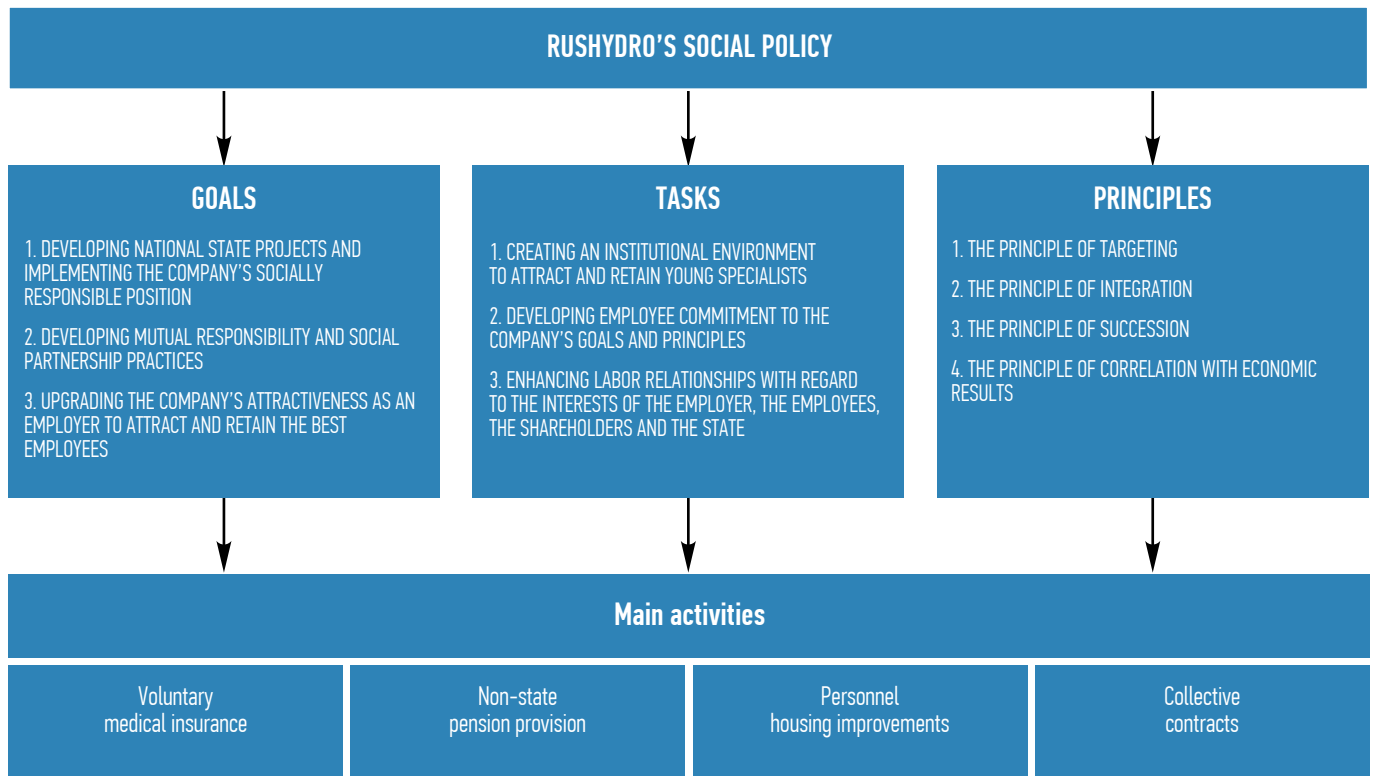 RUSHYDRO’S SOCIAL POLICY
GOALS
1. DEVELOPING NATIONAL STATE PROJECTS AND
IMPLEMENTING THE COMPANY’S SOCIALLY
RESPONSIBLE POSITION
2. DEVELOPING MUTUAL RESPONSIBILITY AND SOCIAL
PARTNERSHIP PRACTICES
3. UPGRADING THE COMPANY’S ATTRACTIVENESS AS AN
EMPLOYER TO ATTRACT AND RETAIN THE BEST
EMPLOYEES
TASKS
1. CREATING AN INSTITUTIONAL ENVIRONMENT
TO ATTRACT AND RETAIN YOUNG SPECIALISTS
2. DEVELOPING EMPLOYEE COMMITMENT TO THE
COMPANY’S GOALS AND PRINCIPLES
3. ENHANCING LABOR RELATIONSHIPS WITH REGARD
TO THE INTERESTS OF THE EMPLOYER, THE EMPLOYEES,
THE SHAREHOLDERS AND THE STATE
PRINCIPLES
1. THE PRINCIPLE OF TARGETING
2. THE PRINCIPLE OF INTEGRATION
3. THE PRINCIPLE OF SUCCESSION
4. THE PRINCIPLE OF CORRELATION WITH ECONOMIC
RESULTS
Main activities
Voluntary
medical insurance
Non-state
pension provision
Personnel
housing improvements
Collective
contracts